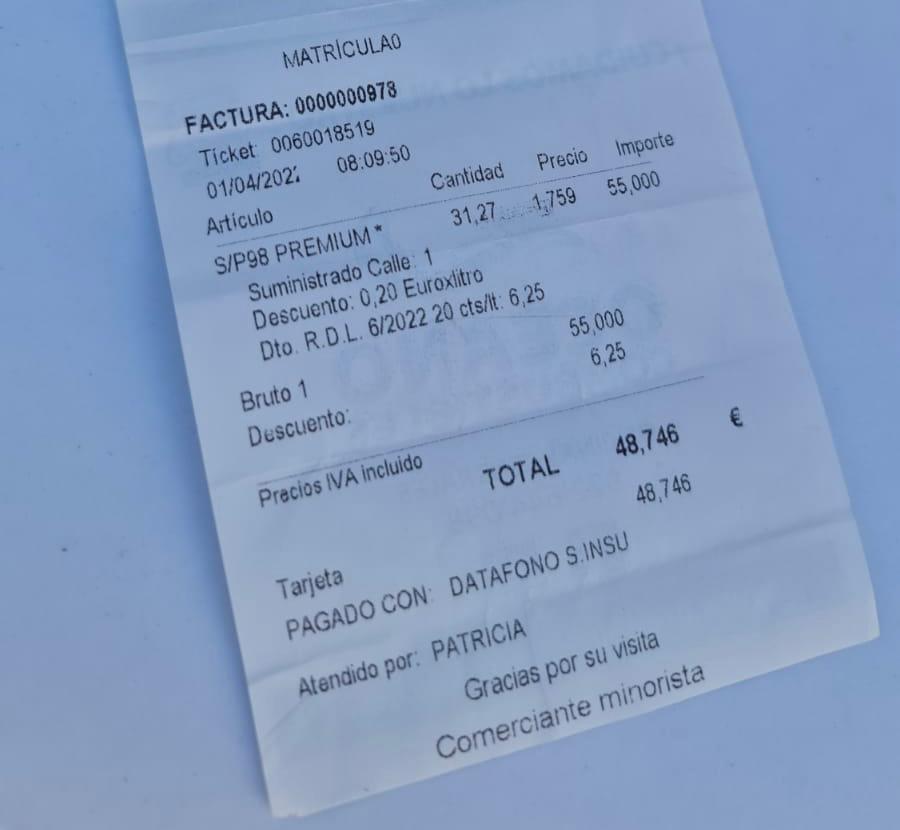 MATRÍCULA0
FACTURA: 0000000978
Ticket: 0060018519
01/04/2022 08:09:50
Artículo Cantidad Precio Importe
S/P98 PREMIUM * 31,27 1,759 55,000
Suministrado Calle: 1
Descuento: 0,20 Euroxlitro
Dto. R.D.L. 6/2022 20 cts/lt: 6,25
Bruto 1 55,000
Descuento: 6,25
Precios IVA incluido TOTAL 48,746 €
Tarjeta 48,746
PAGADO CON: DATAFONO S.INSU
Atendido por: PATRICIA
Gracias por su visita
Comerciante minorista